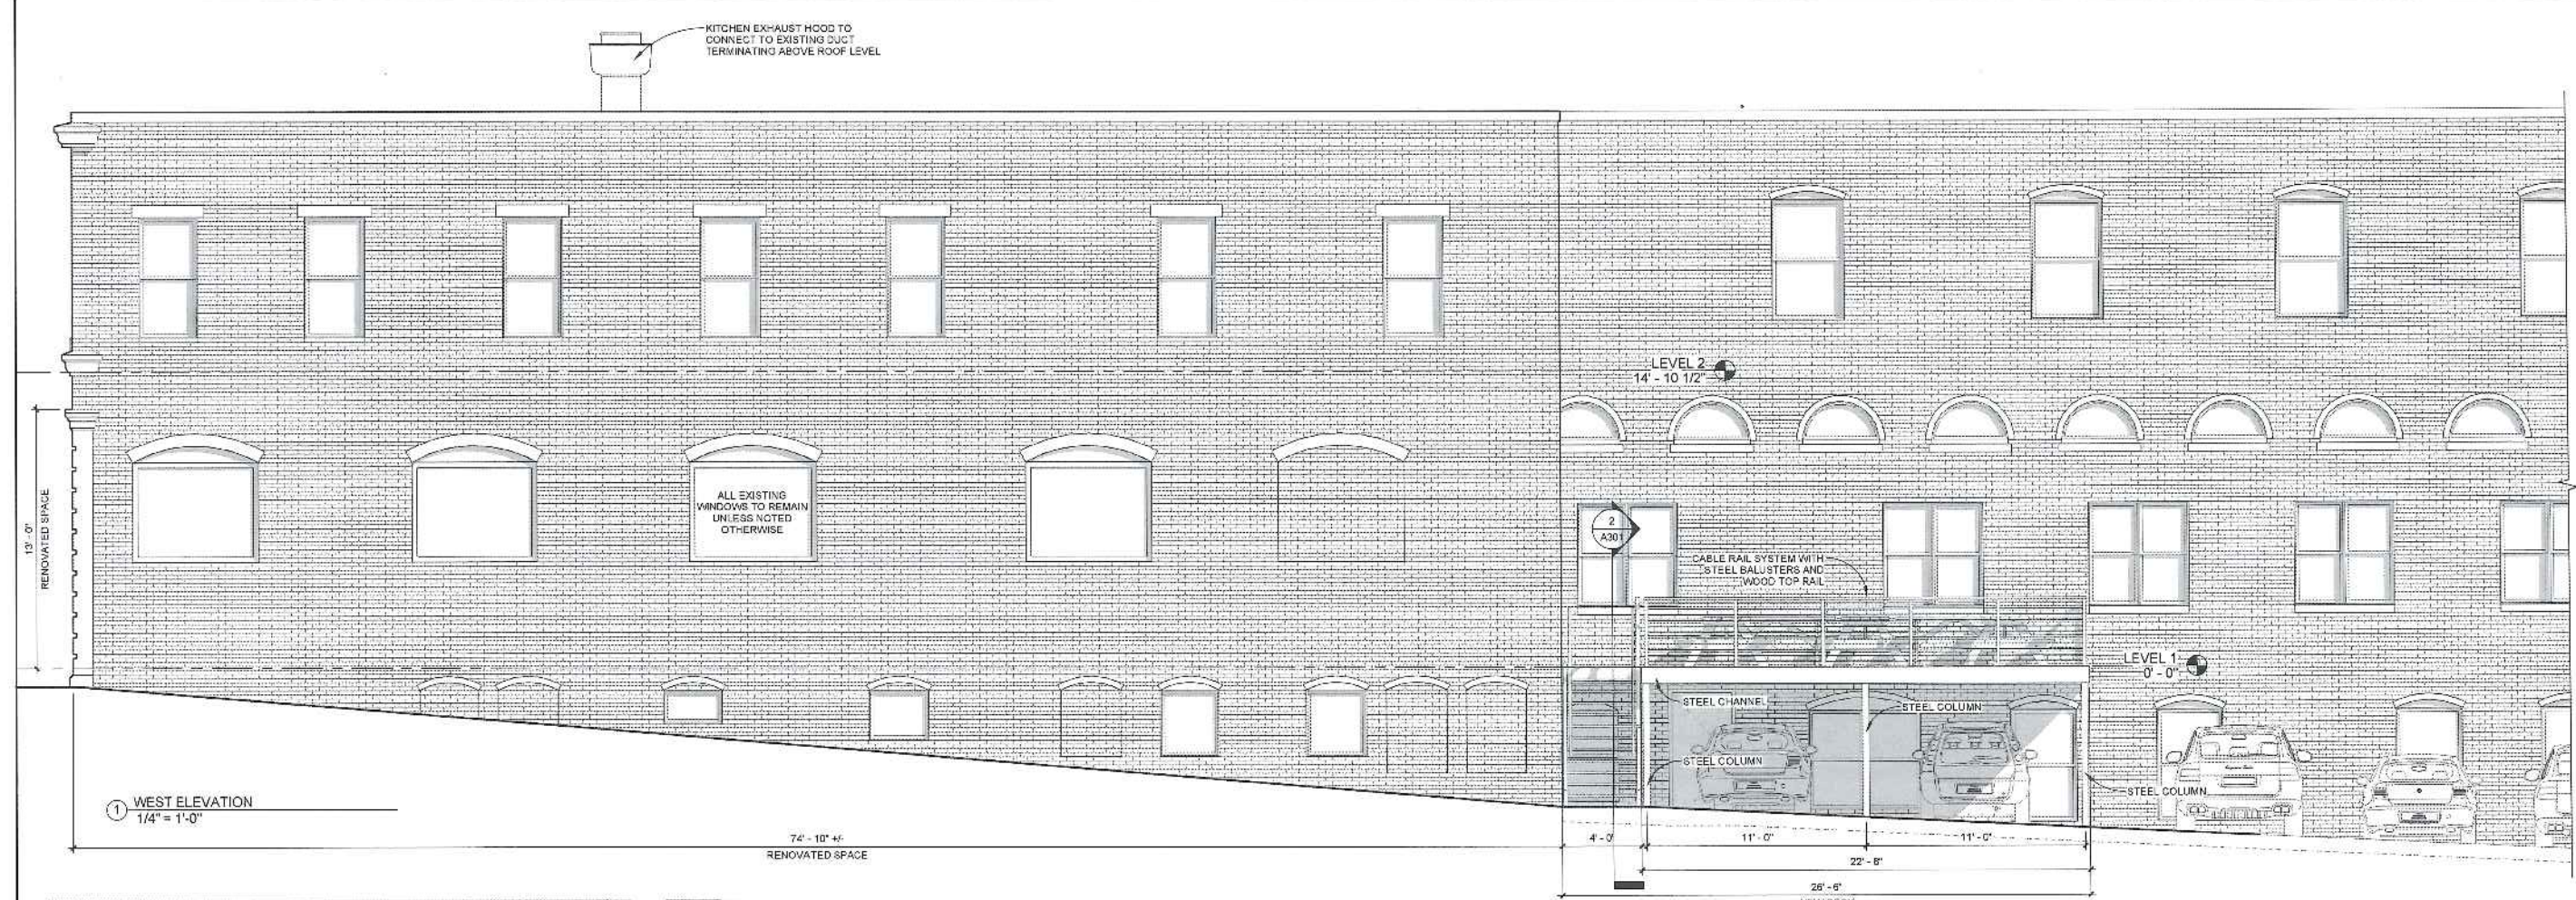 KITCHEN EXHAUST HOOD TO
CONNECT TO EXISTING DUCT
TERMINATING ABOVE ROOF LEVEL
LEVEL 2
14' - 10 1/2"
13' - 0"
RENOVATED SPACE
ALL EXISTING
WINDOWS TO REMAIN
UNLESS NOTED
OTHERWISE
2
A301
CABLE RAIL SYSTEM WITH
STEEL BALUSTERS AND
WOOD TOP RAIL
LEVEL 1
0' - 0"
STEEL CHANNEL
STEEL COLUMN
STEEL COLUMN
STEEL COLUMN
1 WEST ELEVATION
1/4" = 1'-0"
74' - 10" +/-
RENOVATED SPACE
4' - 0"
11' - 0"
11' - 0"
22' - 8"
26' - 6"